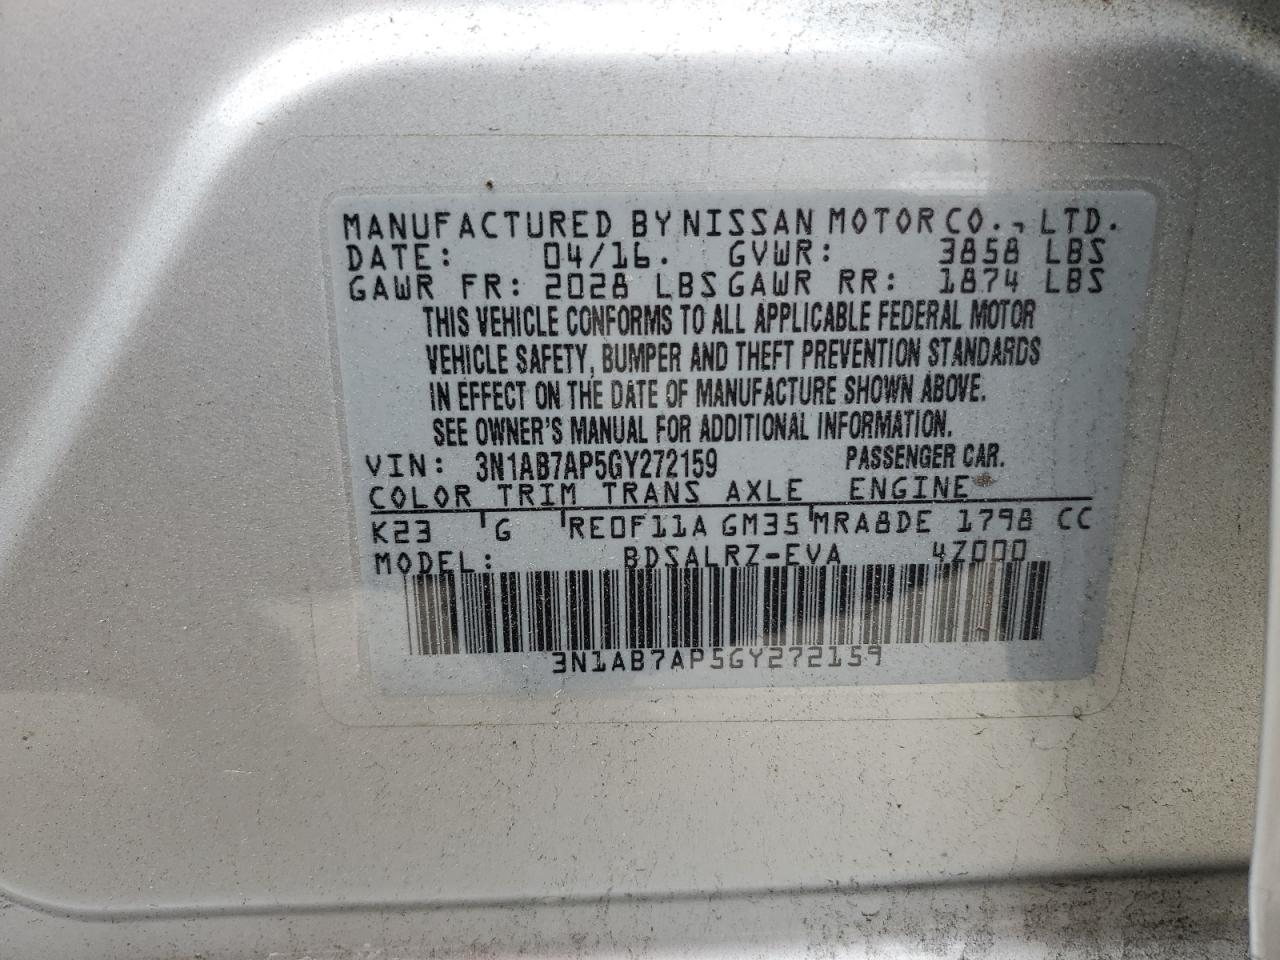 MANUFACTURED BY NISSAN MOTOR CO., LTD.
DATE: 04/16. GVWR: 3858 LBS
GAWR FR: 2028 LBS GAWR RR: 1874 LBS
THIS VEHICLE CONFORMS TO ALL APPLICABLE FEDERAL MOTOR
VEHICLE SAFETY, BUMPER AND THEFT PREVENTION STANDARDS
IN EFFECT ON THE DATE OF MANUFACTURE SHOWN ABOVE.
SEE OWNER'S MANUAL FOR ADDITIONAL INFORMATION.
VIN: 3N1AB7AP5GY272159 PASSENGER CAR.
COLOR TRIM TRANS AXLE ENGINE
K23 G RE0F11A GM35 MRA8DE 1798 CC
MODEL: BDSALRZ-EVA 4Z000
3N1AB7AP5GY272159